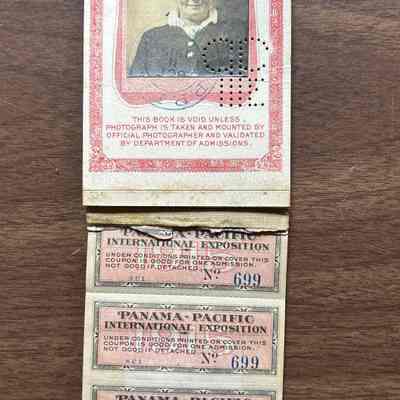 THIS BOOK IS VOID UNLESS
PHOTOGRAPH IS TAKEN AND MOUNTED BY
OFFICIAL PHOTOGRAPHER AND VALIDATED
BY DEPARTMENT OF ADMISSIONS.
PANAMA-PACIFIC
INTERNATIONAL EXPOSITION
UNDER CONDITIONS PRINTED ON COVER THIS
COUPON IS GOOD FOR ONE ADMISSION.
NOT GOOD IF DETACHED.
SC1 No. 699
PANAMA-PACIFIC
INTERNATIONAL EXPOSITION
UNDER CONDITIONS PRINTED ON COVER THIS
COUPON IS GOOD FOR ONE ADMISSION.
NOT GOOD IF DETACHED.
SC1 No. 699
PANAMA-PACIFIC